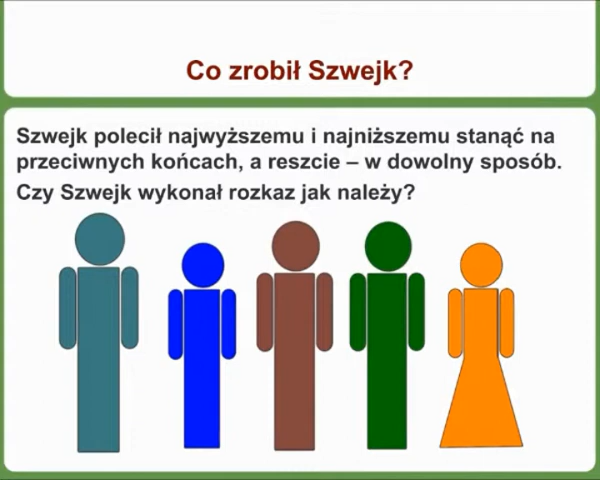 Co zrobił Szwejk?
Szwejk polecił najwyższemu i najniższemu stanąć na
przeciwnych końcach, a reszcie – w dowolny sposób.
Czy Szwejk wykonał rozkaz jak należy?